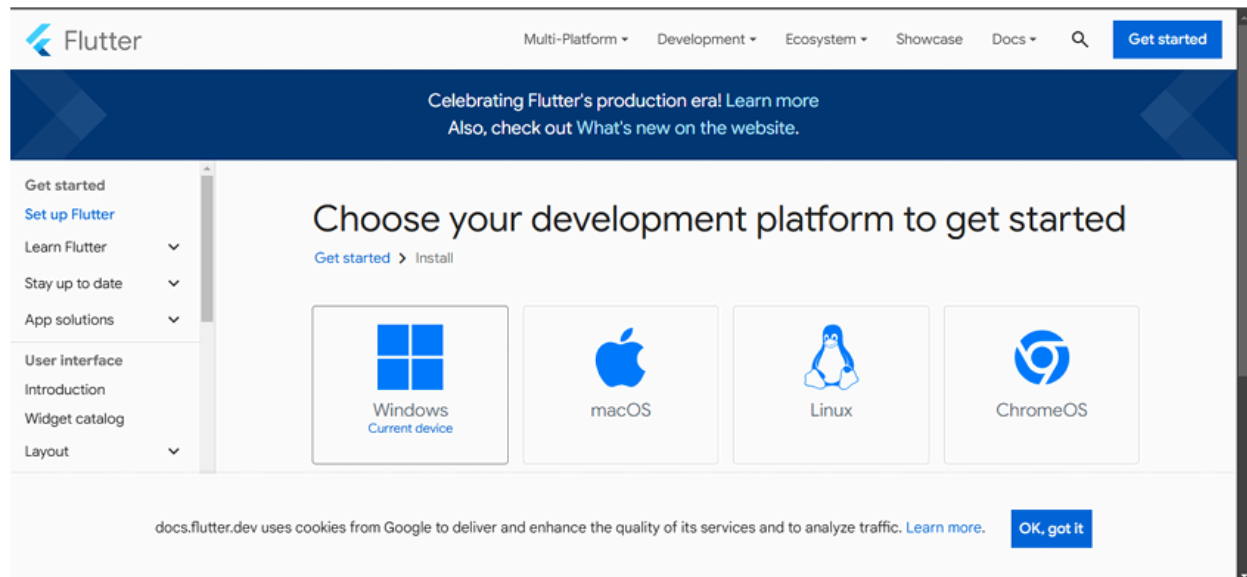 Flutter
Multi-Platform
Development
Ecosystem
Showcase
Docs
Get started
Celebrating Flutter's production era! Learn more
Also, check out What's new on the website.
Get started
Set up Flutter
Learn Flutter
Stay up to date
App solutions
User interface
Introduction
Widget catalog
Layout
Choose your development platform to get started
Get started > Install
Windows
Current device
macOS
Linux
ChromeOS
docs.flutter.dev uses cookies from Google to deliver and enhance the quality of its services and to analyze traffic. Learn more.
OK, got it